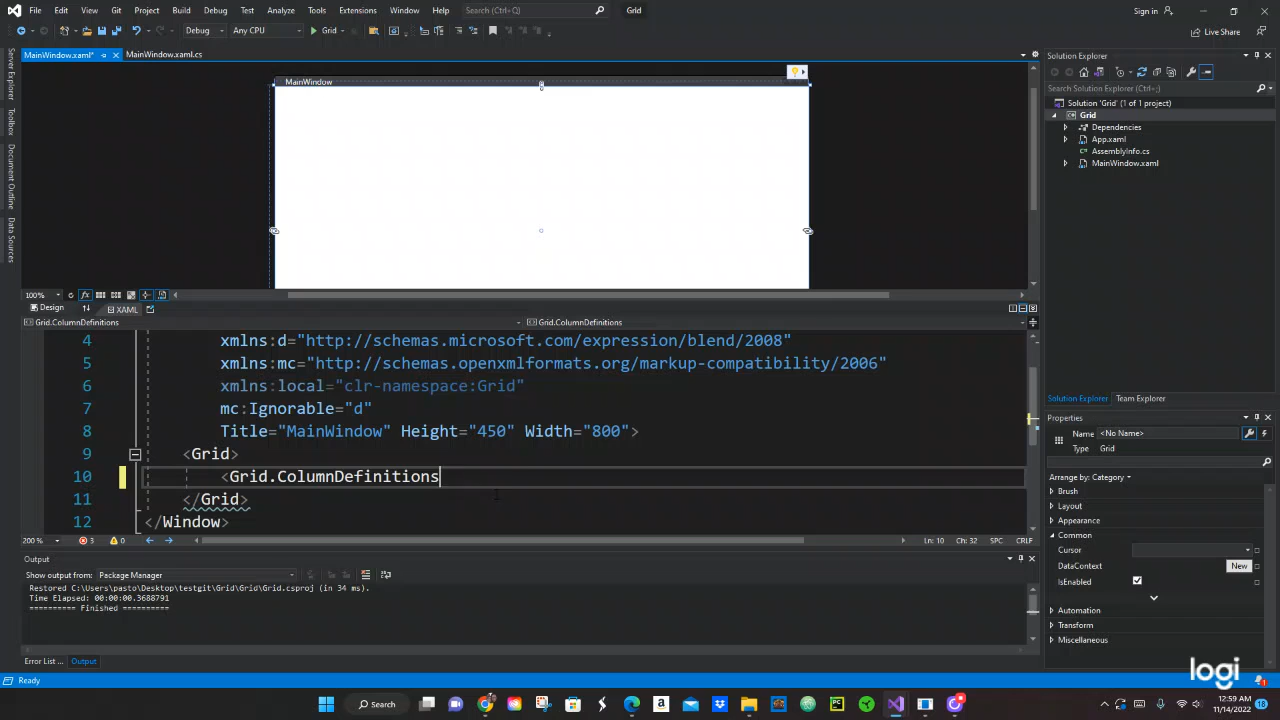 File Edit View Git Project Build Debug Test Analyze Tools Extensions Window Help Search (Ctrl+Q) Grid Sign in
Debug Any CPU Grid Live Share
MainWindow.xaml* MainWindow.xaml.cs
Server Explorer
Toolbox
Document Outline
Data Sources
MainWindow
100%
Design XAML
Grid.ColumnDefinitions Grid.ColumnDefinitions
4 xmlns:d="http://schemas.microsoft.com/expression/blend/2008"
5 xmlns:mc="http://schemas.openxmlformats.org/markup-compatibility/2006"
6 xmlns:local="clr-namespace:Grid"
7 mc:Ignorable="d"
8 Title="MainWindow" Height="450" Width="800">
9 <Grid>
10 <Grid.ColumnDefinitions
11 </Grid>
12 </Window>
200 % 3 0 Ln: 10 Ch: 32 SPC CRLF
Output
Show output from: Package Manager
Restored C:\Users\pasto\Desktop\testgit\Grid\Grid\Grid.csproj (in 34 ms).
Time Elapsed: 00:00:00.3688791
========== Finished ==========
Error List ... Output
Solution Explorer
Search Solution Explorer (Ctrl+;)
Solution 'Grid' (1 of 1 project)
Grid
Dependencies
App.xaml
AssemblyInfo.cs
MainWindow.xaml
Solution Explorer Team Explorer
Properties
Name <No Name>
Type Grid
Arrange by: Category
Brush
Layout
Appearance
Common
Cursor
DataContext New
IsEnabled
Automation
Transform
Miscellaneous
Ready
logi
Search
12:59 AM
11/14/2022
18